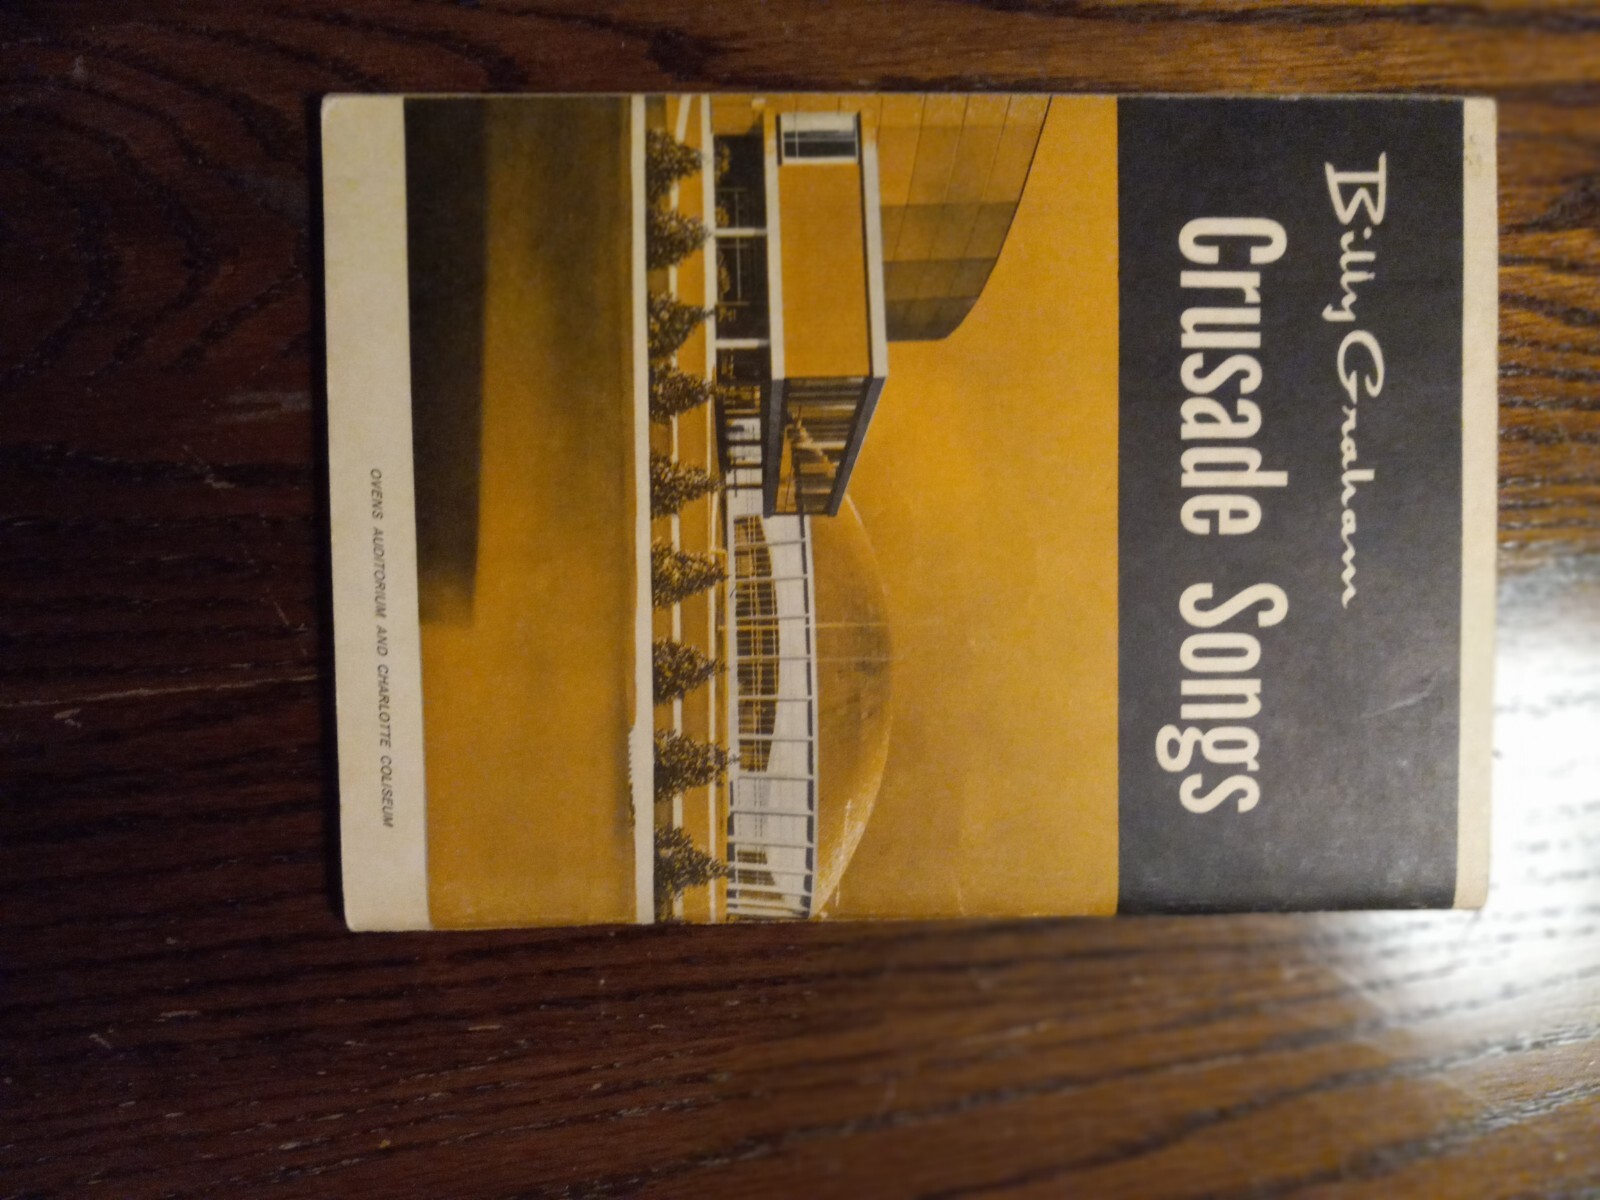 Billy Graham
Crusade Songs
OVENS AUDITORIUM AND CHARLOTTE COLISEUM